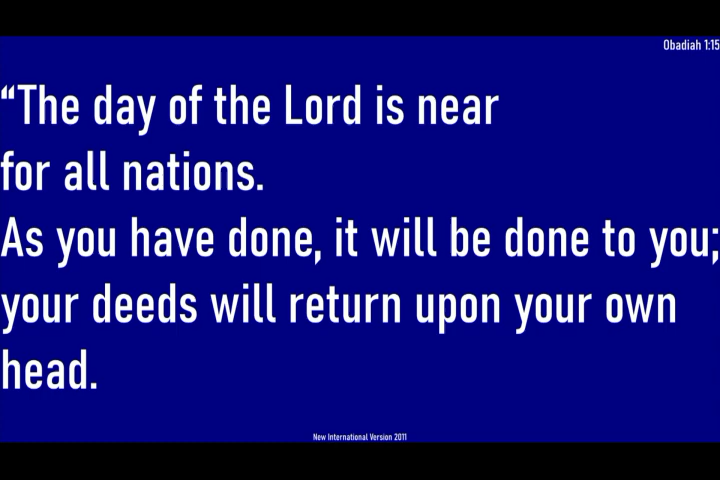 Obadiah 1:15
“The day of the Lord is near
for all nations.
As you have done, it will be done to you;
your deeds will return upon your own
head.
New International Version 2011